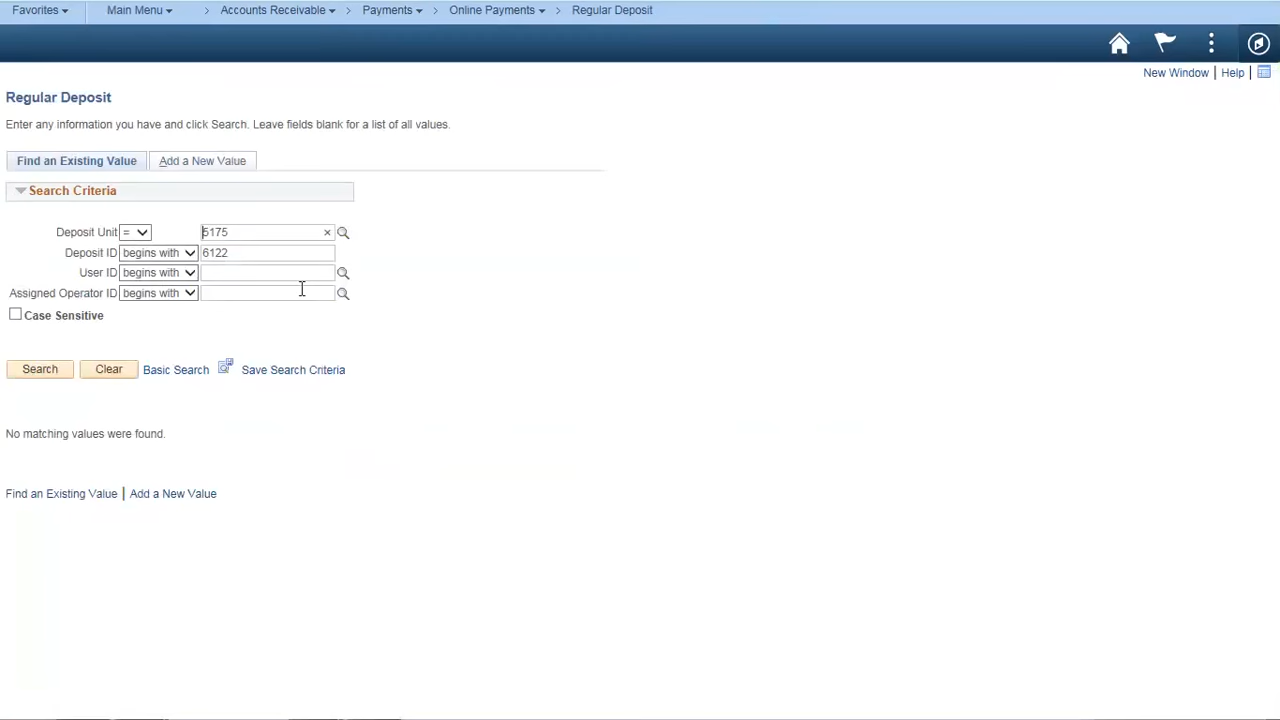 Favorites Main Menu > Accounts Receivable > Payments > Online Payments > Regular Deposit
New Window | Help |
Regular Deposit
Enter any information you have and click Search. Leave fields blank for a list of all values.
Find an Existing Value Add a New Value
Search Criteria
Deposit Unit = 5175 ×
Deposit ID begins with 6122
User ID begins with
Assigned Operator ID begins with
Case Sensitive
Search Clear Basic Search Save Search Criteria
No matching values were found.
Find an Existing Value | Add a New Value